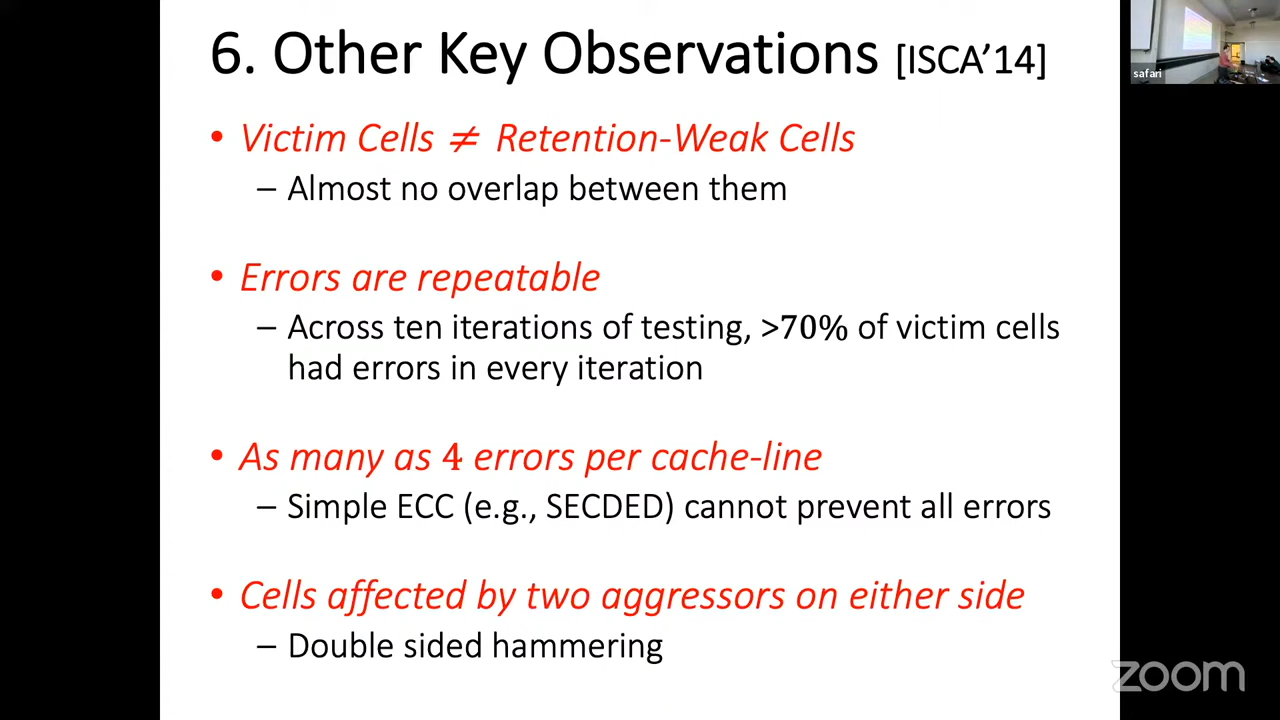 6. Other Key Observations [ISCA’14]
safari
• Victim Cells ≠ Retention-Weak Cells
– Almost no overlap between them
• Errors are repeatable
– Across ten iterations of testing, >70% of victim cells
had errors in every iteration
• As many as 4 errors per cache-line
– Simple ECC (e.g., SECDED) cannot prevent all errors
• Cells affected by two aggressors on either side
– Double sided hammering
zoom